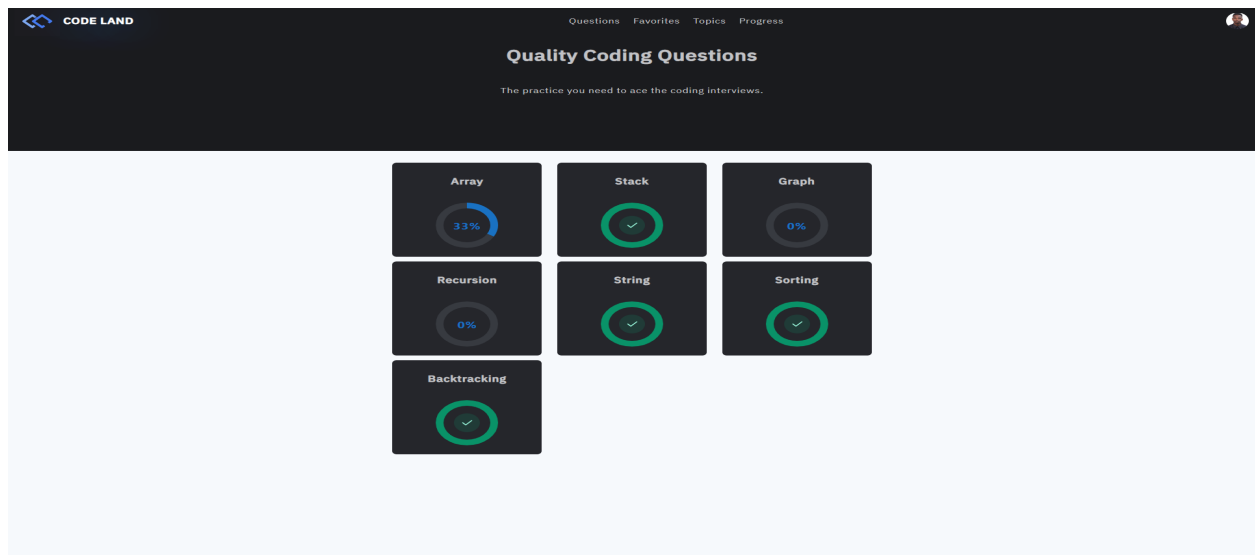 CODE LAND
Questions Favorites Topics Progress
Quality Coding Questions
The practice you need to ace the coding interviews.
Array Stack Graph
33% 0%
Recursion String Sorting
0%
Backtracking